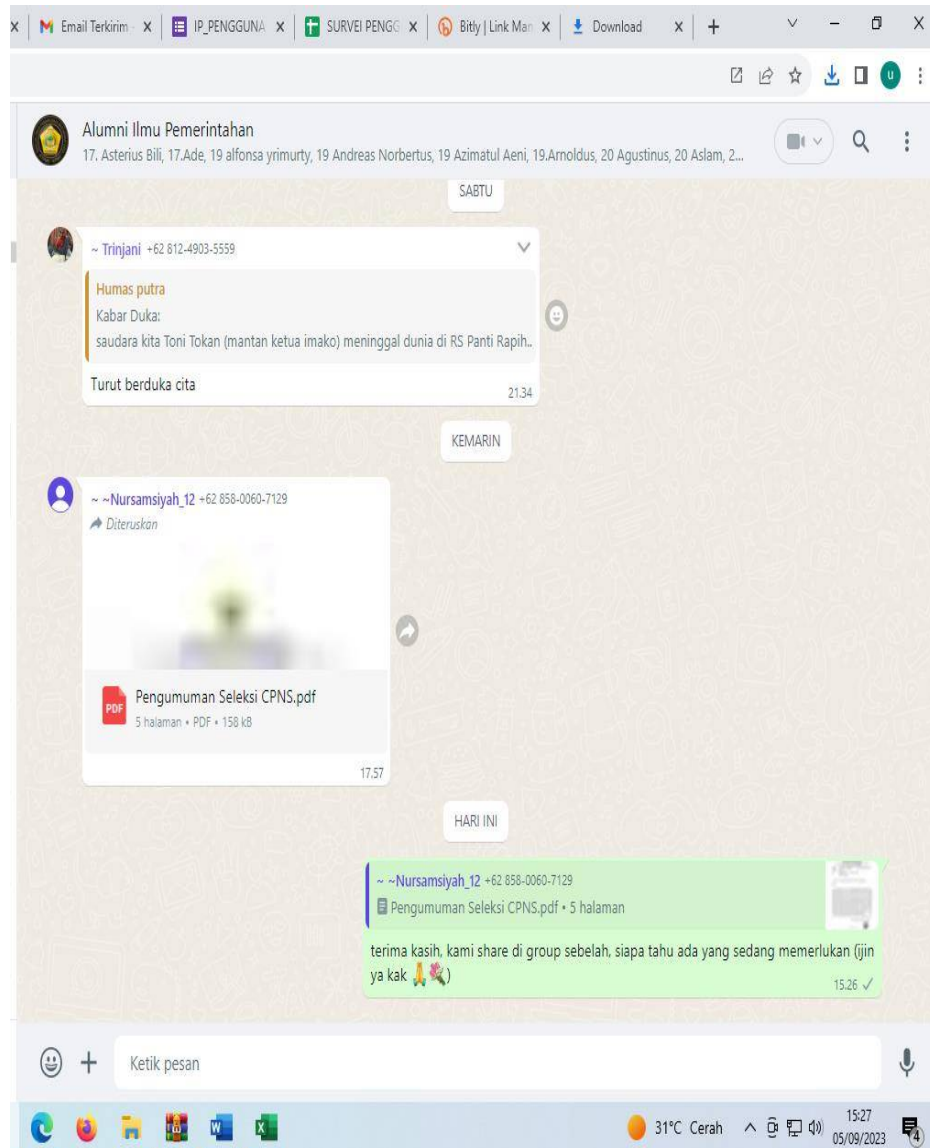 Email Terkirim -
IP_PENGGUNA
SURVEI PENGG
Bitly | Link Man
Download
u
Alumni Ilmu Pemerintahan
17. Asterius Bili, 17.Ade, 19 alfonsa yrimurty, 19 Andreas Norbertus, 19 Azimatul Aeni, 19.Arnoldus, 20 Agustinus, 20 Aslam, 2...
SABTU
~ Trinjani +62 812-4903-5559
Humas putra
Kabar Duka:
saudara kita Toni Tokan (mantan ketua imako) meninggal dunia di RS Panti Rapih..
Turut berduka cita
21.34
KEMARIN
~ ~Nursamsiyah_12 +62 858-0060-7129
Diteruskan
PDF
Pengumuman Seleksi CPNS.pdf
5 halaman • PDF • 158 kB
17.57
HARI INI
~ ~Nursamsiyah_12 +62 858-0060-7129
Pengumuman Seleksi CPNS.pdf • 5 halaman
terima kasih, kami share di group sebelah, siapa tahu ada yang sedang memerlukan (ijin
ya kak 🙏💐)
15.26
Ketik pesan
31°C Cerah
15:27
05/09/2023
4